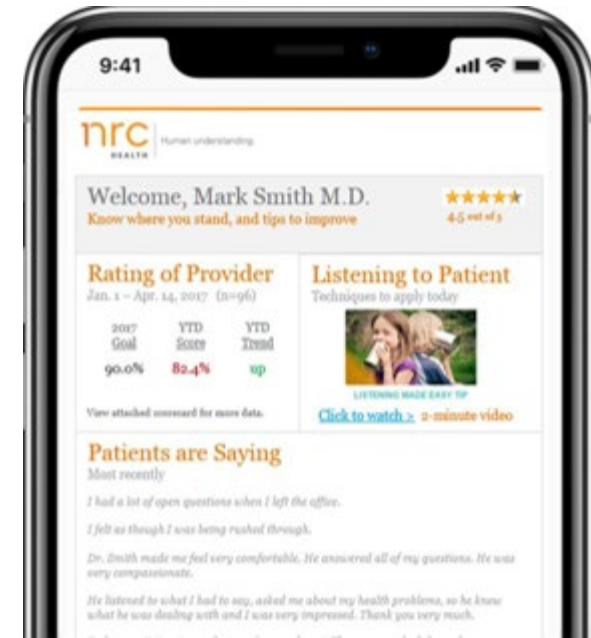 9:41
nrc
HEALTH
Human understanding.
Welcome, Mark Smith M.D.
Know where you stand, and tips to improve
4.5 out of 5
Rating of Provider
Jan. 1 – Apr. 14, 2017 (n=96)
2017 YTD YTD
Goal Score Trend
90.0% 82.4% up
View attached scorecard for more data.
Listening to Patient
Techniques to apply today
LISTENING MADE EASY TIP
Click to watch > 2-minute video
Patients are Saying
Most recently
I had a lot of open questions when I left the office.
I felt as though I was being rushed through.
Dr. Smith made me feel very comfortable. He answered all of my questions. He was
very compassionate.
He listened to what I had to say, asked me about my health problems, so he knew
what he was dealing with and I was very impressed. Thank you very much.